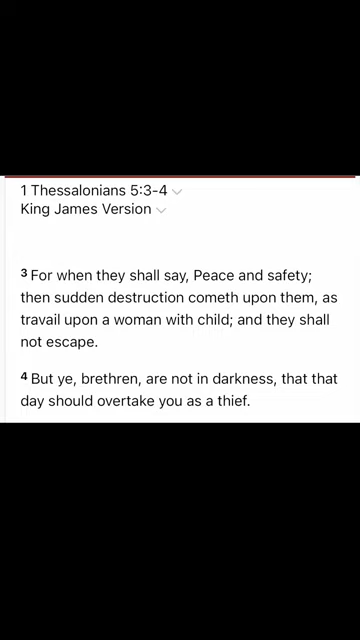 1 Thessalonians 5:3-4
King James Version
3 For when they shall say, Peace and safety;
then sudden destruction cometh upon them, as
travail upon a woman with child; and they shall
not escape.
4 But ye, brethren, are not in darkness, that that
day should overtake you as a thief.